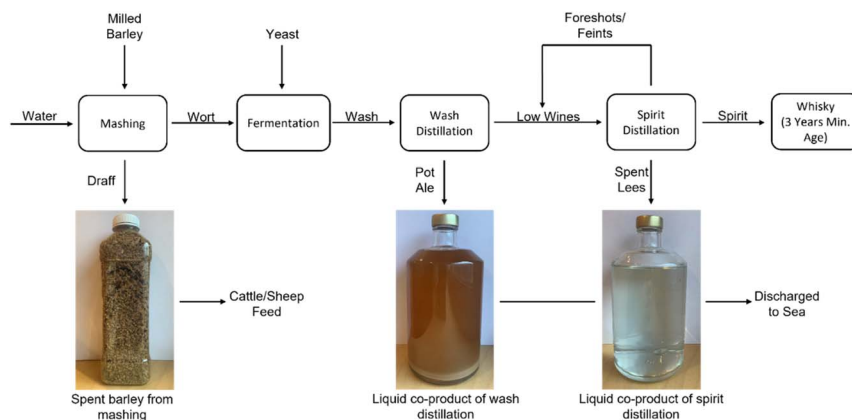 Milled
Barley
Yeast
Foreshots/
Feints
Water
Mashing
Wort
Fermentation
Wash
Wash
Distillation
Low Wines
Spirit
Distillation
Spirit
Whisky
(3 Years Min.
Age)
Draff
Pot
Ale
Spent
Lees
Cattle/Sheep
Feed
Discharged
to Sea
Spent barley from
mashing
Liquid co-product of wash
distillation
Liquid co-product of spirit
distillation